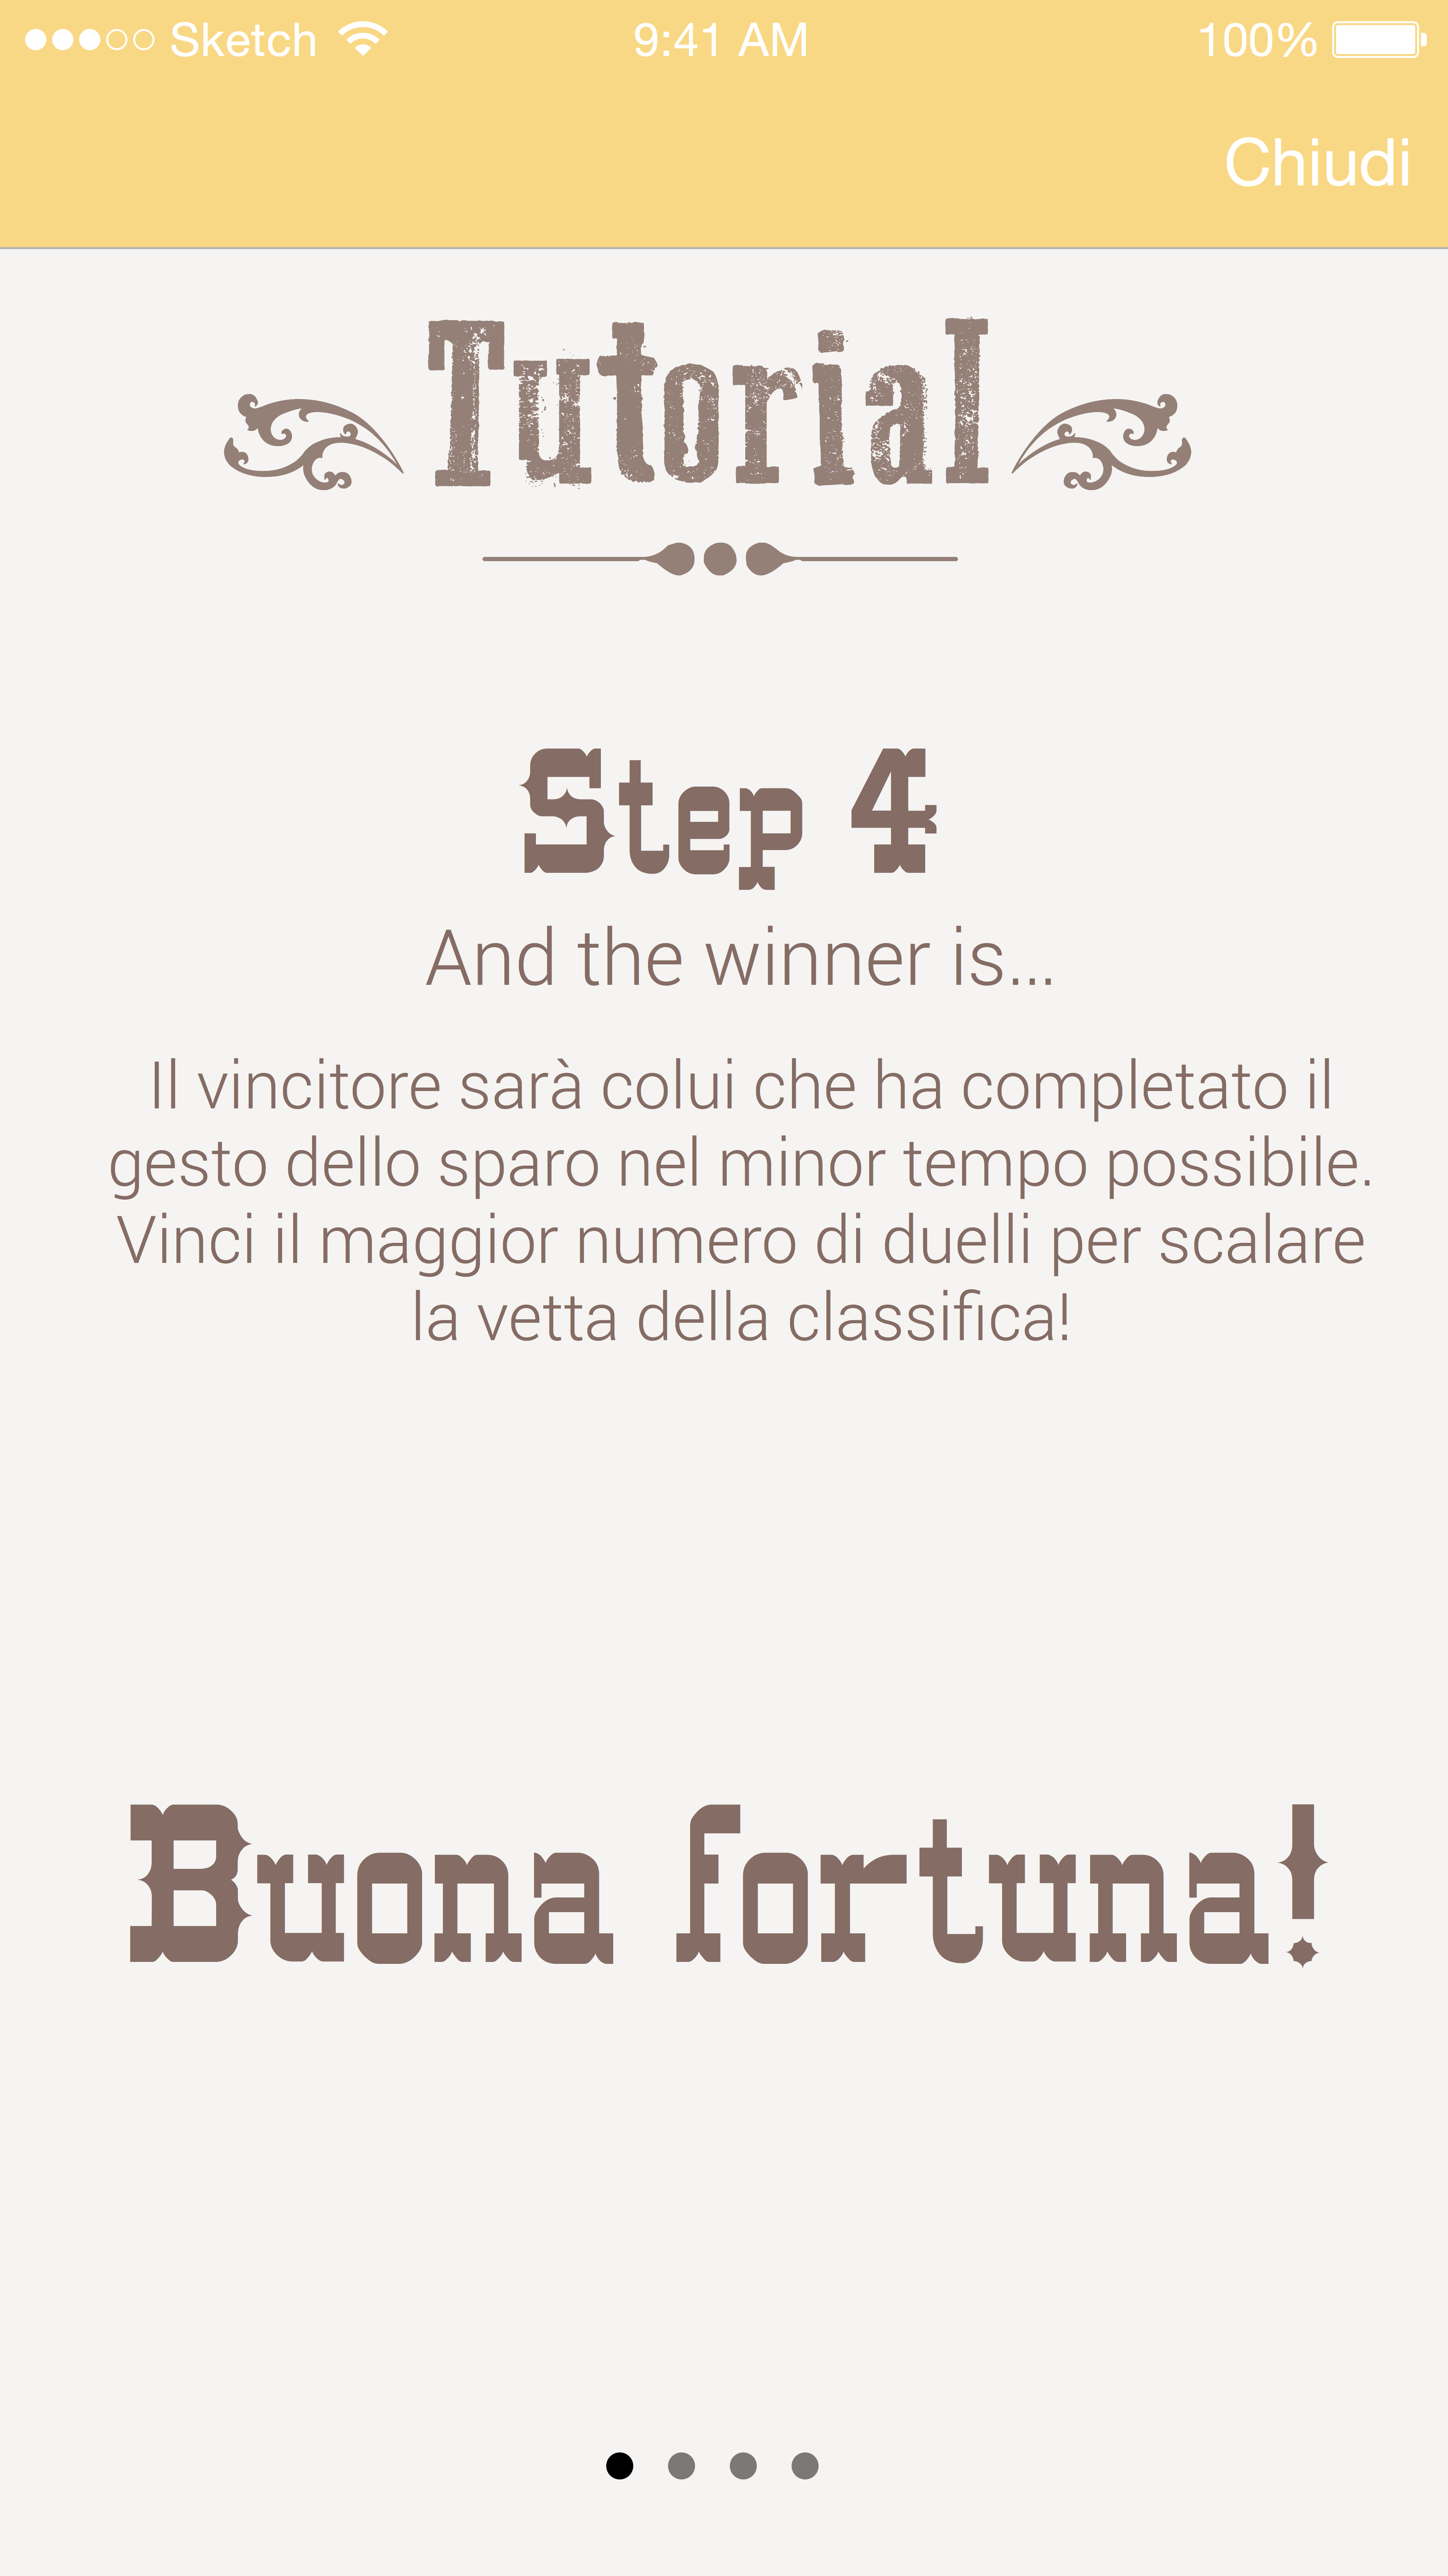 Sketch 9:41 AM 100%
Chiudi
Tutorial
Step 4
And the winner is...
Il vincitore sarà colui che ha completato il
gesto dello sparo nel minor tempo possibile.
Vinci il maggior numero di duelli per scalare
la vetta della classifica!
Buona fortuna!